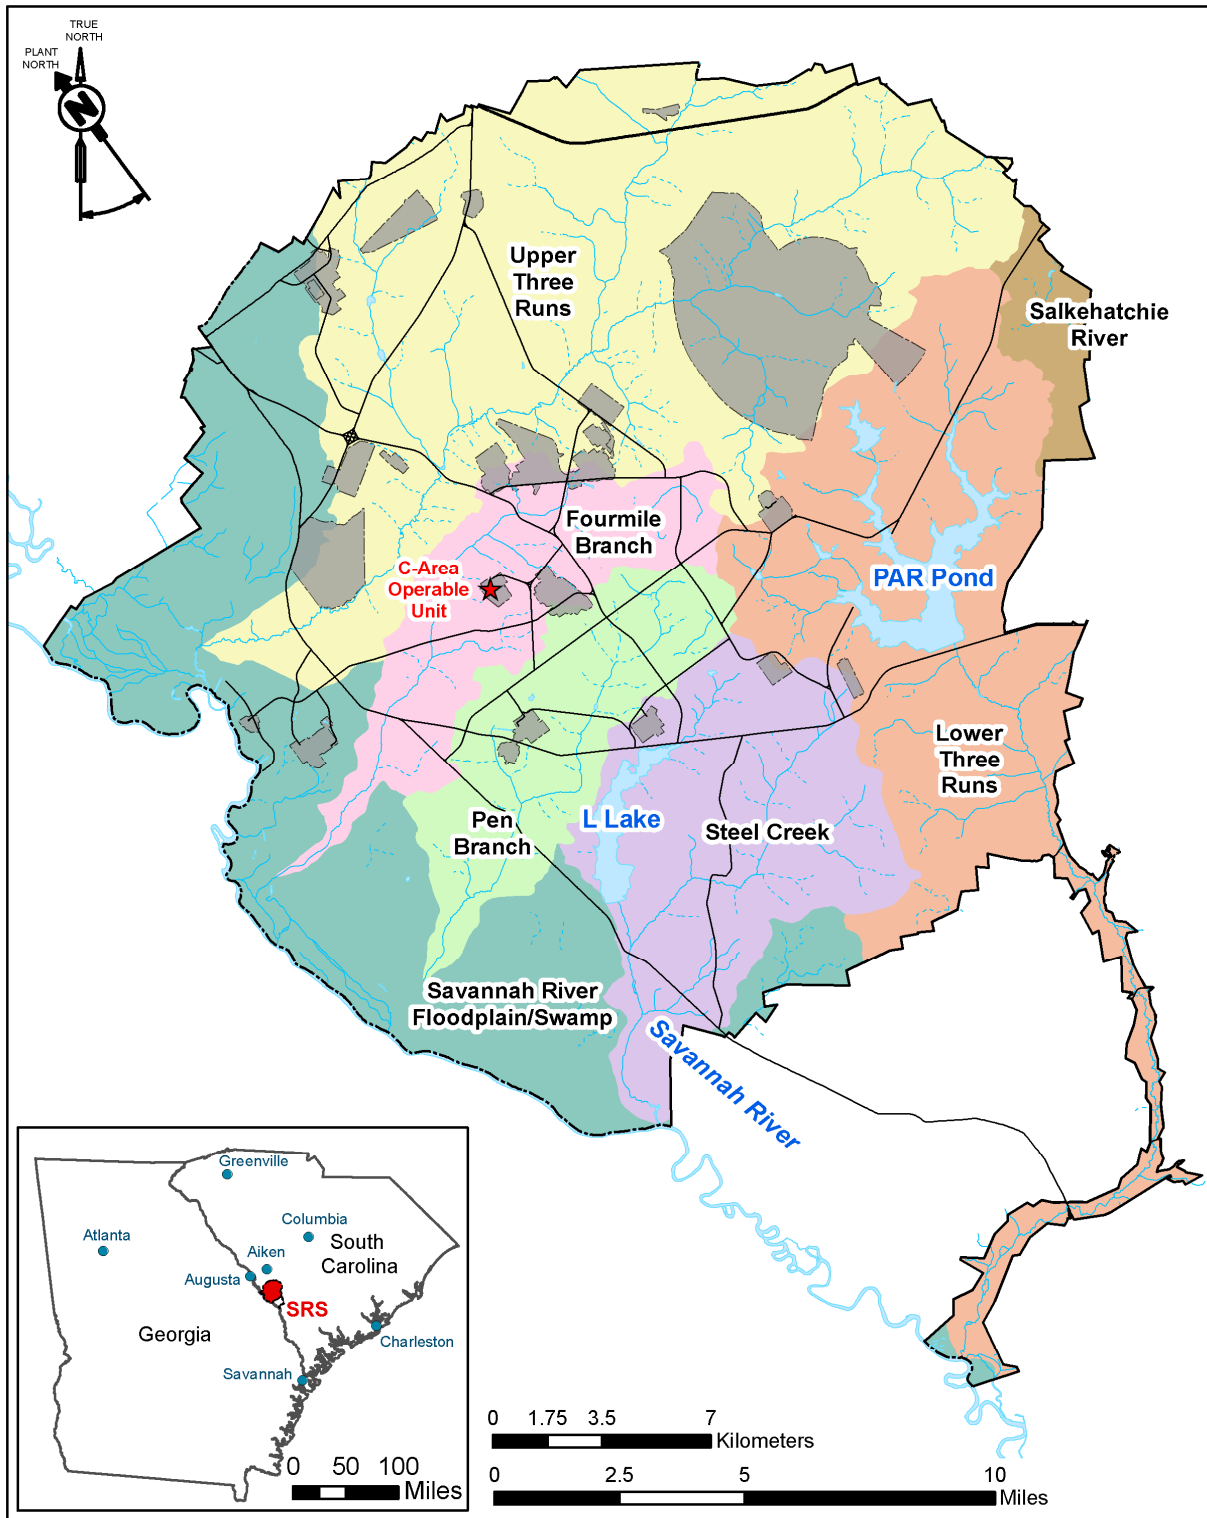 TRUE
NORTH
PLANT
NORTH
N
Upper
Three
Runs
Salkehatchie
River
Fourmile
Branch
C-Area
Operable
Unit
PAR Pond
Lower
Three
Runs
L Lake
Pen
Branch
Steel Creek
Savannah River
Floodplain/Swamp
Savannah River
Greenville
Columbia
Atlanta
South
Carolina
Aiken
Augusta
SRS
Georgia
Charleston
Savannah
0 50 100
Miles
0 1.75 3.5 7
Kilometers
0 2.5 5 10
Miles